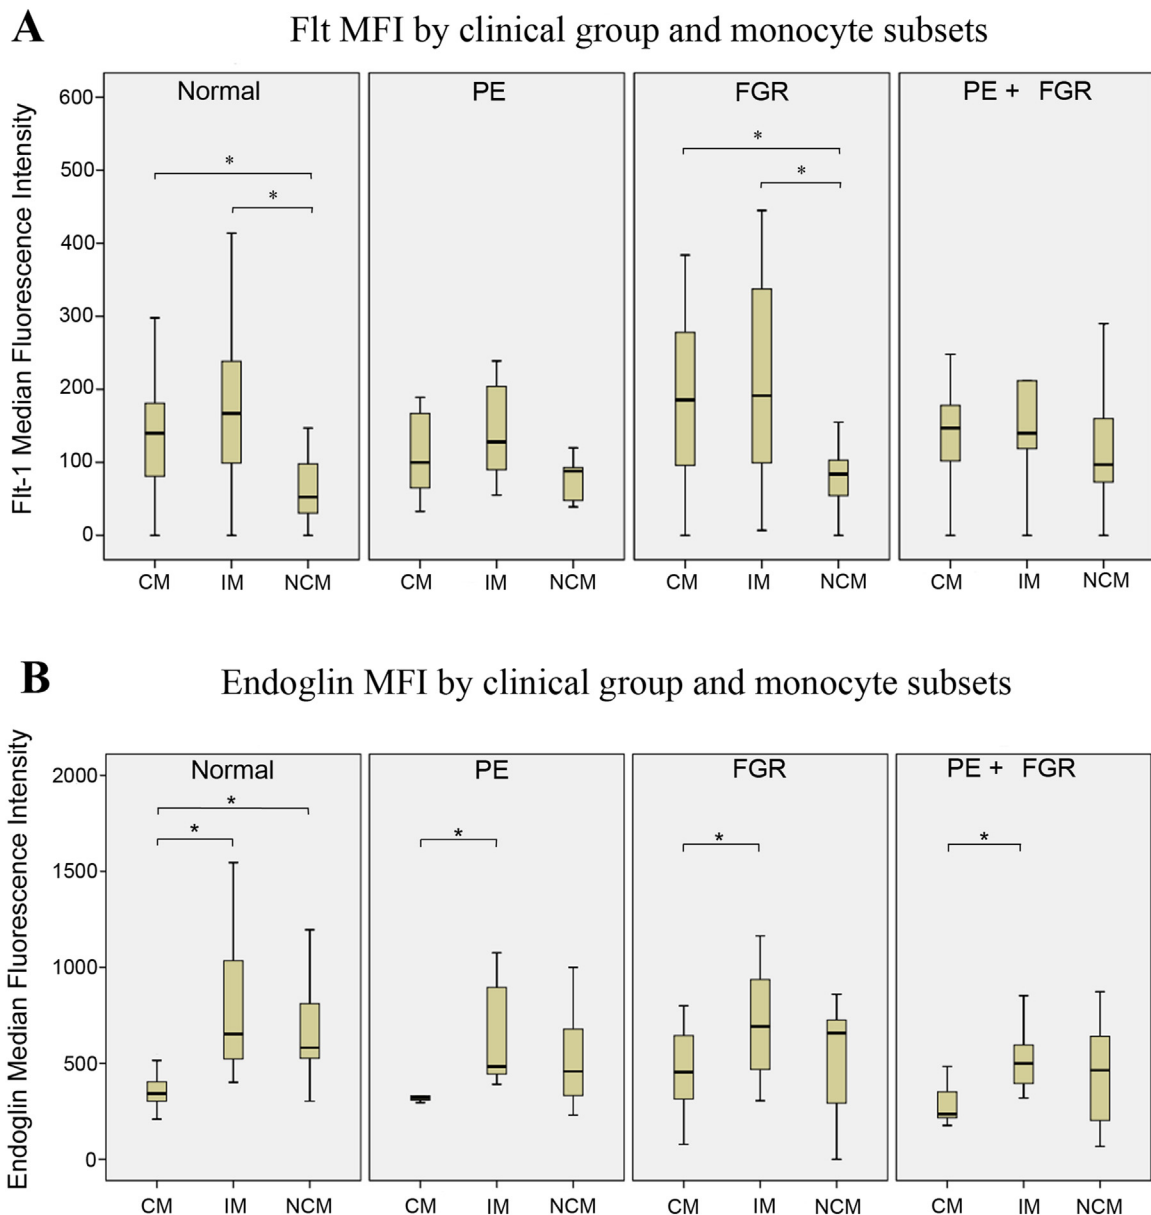 A
Flt MFI by clinical group and monocyte subsets
Flt-1 Median Fluorescence Intensity
600
500
400
300
200
100
0
Normal
*
*
CM IM NCM
PE
CM IM NCM
FGR
*
*
CM IM NCM
PE + FGR
CM IM NCM
B
Endoglin MFI by clinical group and monocyte subsets
Endoglin Median Fluorescence Intensity
2000
1500
1000
500
0
Normal
*
*
CM IM NCM
PE
*
CM IM NCM
FGR
*
CM IM NCM
PE + FGR
*
CM IM NCM